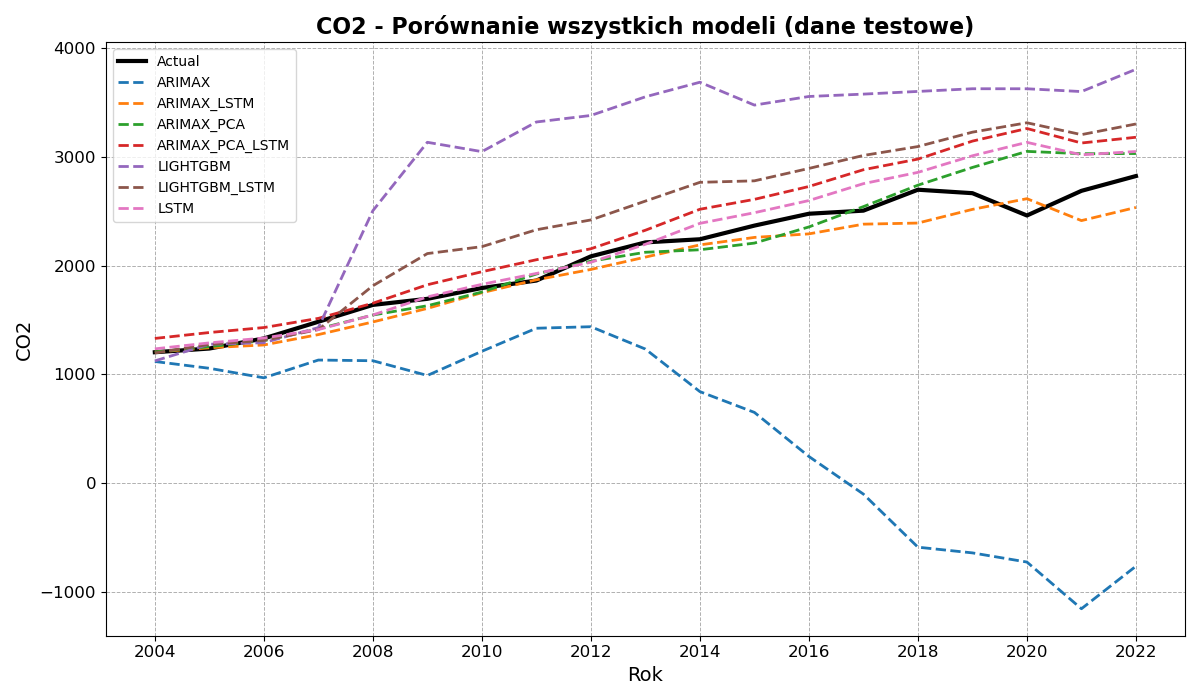 CO2 - Porównanie wszystkich modeli (dane testowe)
Actual
ARIMAX
ARIMAX_LSTM
ARIMAX_PCA
ARIMAX_PCA_LSTM
LIGHTGBM
LIGHTGBM_LSTM
LSTM
CO2
4000
3000
2000
1000
0
−1000
2004 2006 2008 2010 2012 2014 2016 2018 2020 2022
Rok